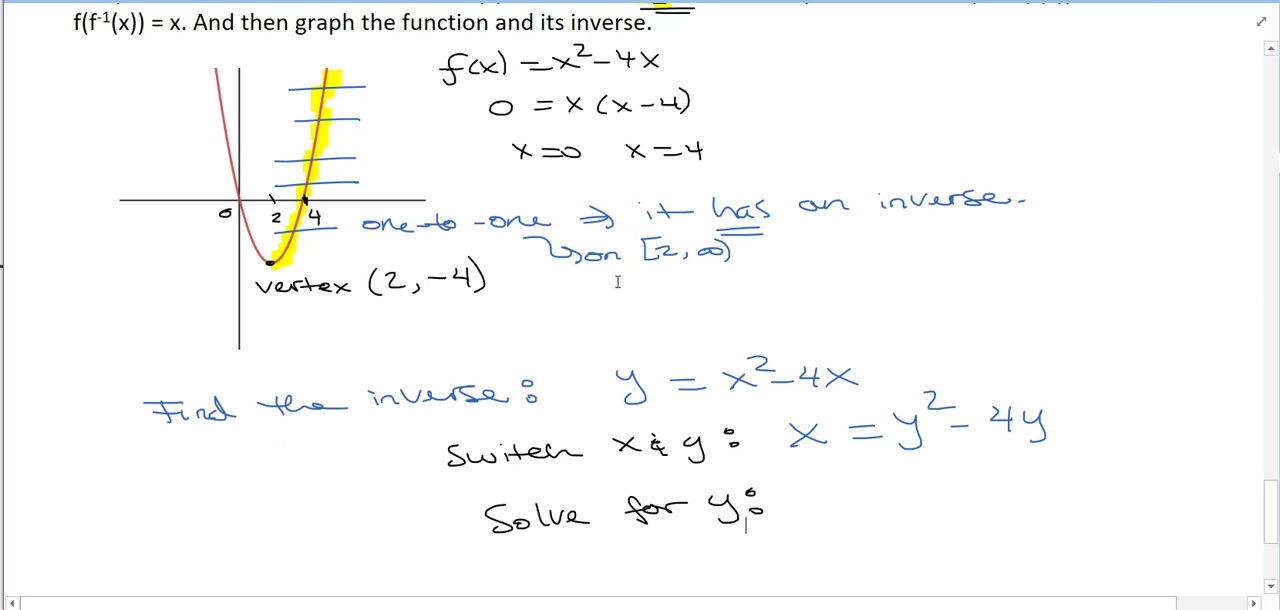 f(f⁻¹(x)) = x. And then graph the function and its inverse.
f(x) = x² - 4x
0 = x (x - 4)
x = 0 x = 4
0 2 4
one-to-one ⇒ it has an inverse.
on [2, ∞)
vertex (2, -4)
Find the inverse: y = x² - 4x
Switch x & y: x = y² - 4y
Solve for y: